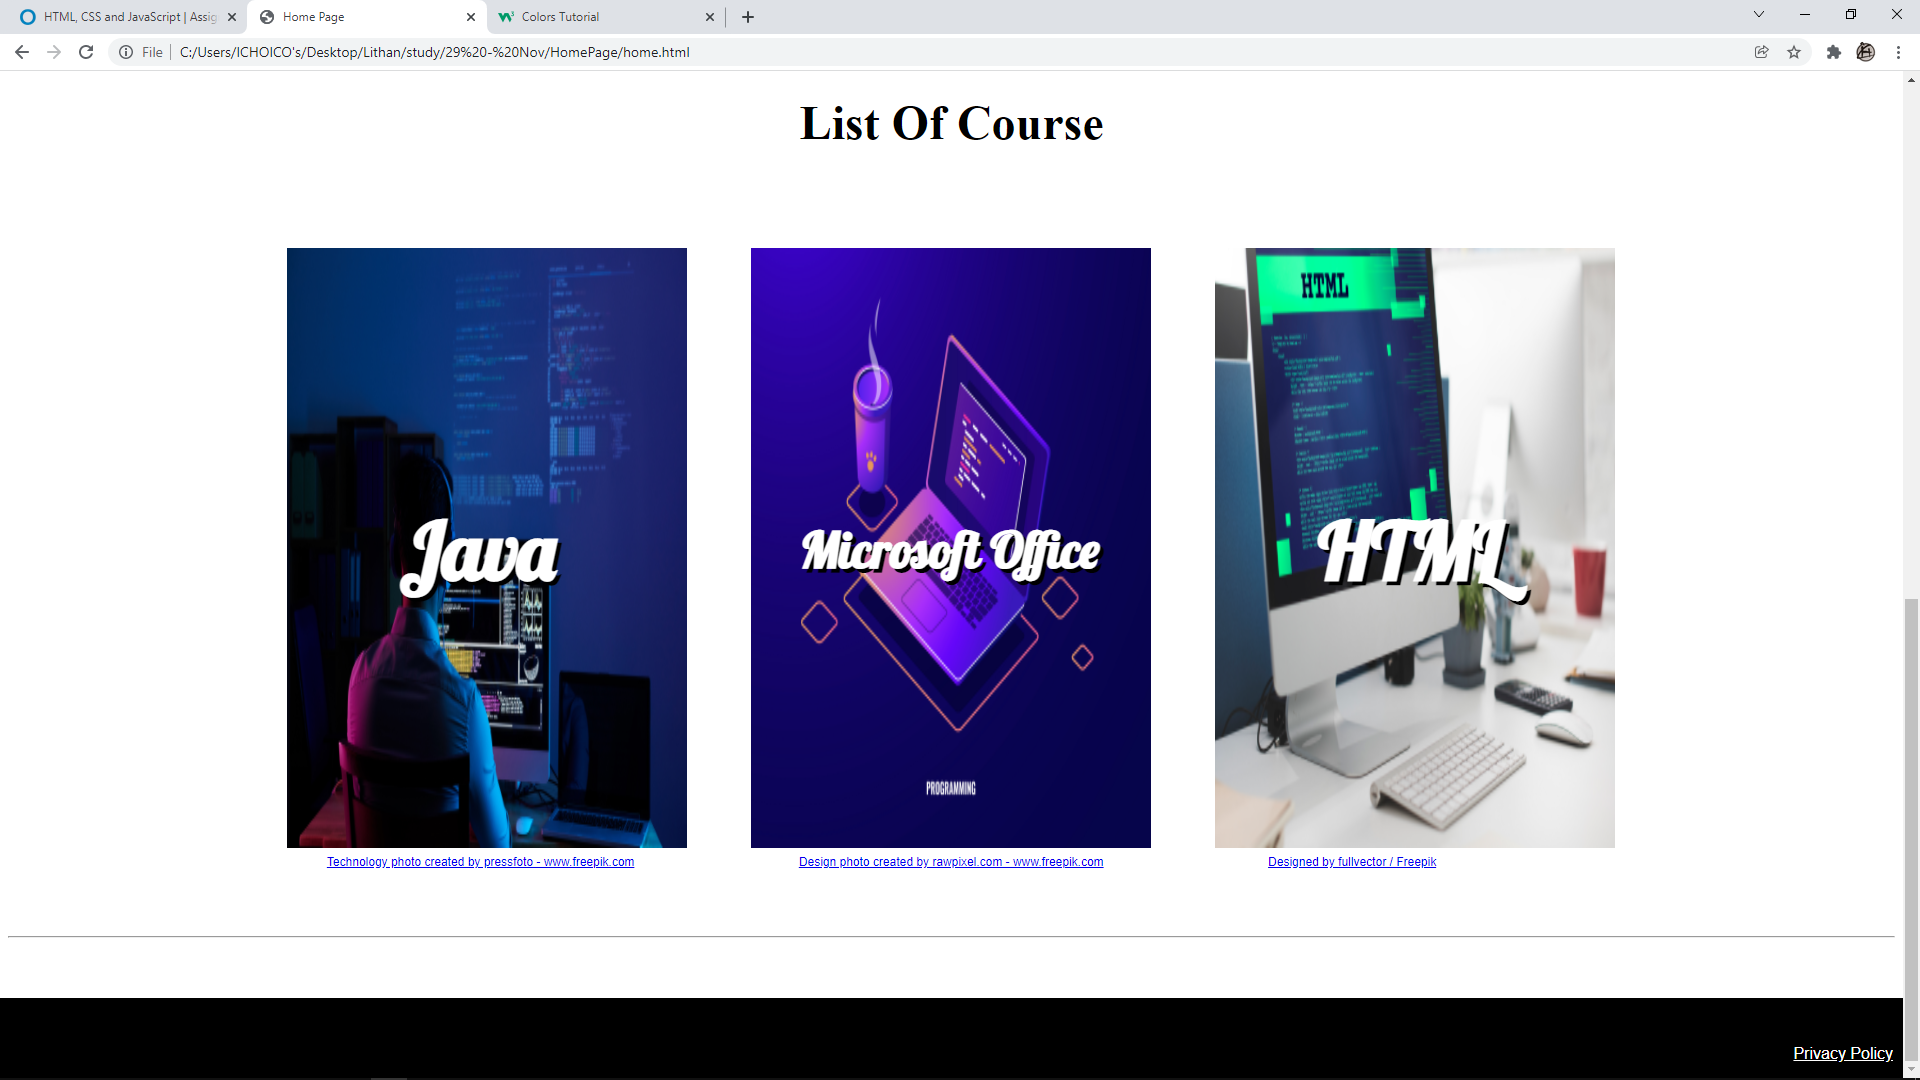 HTML, CSS and JavaScript | Assig
Home Page
Colors Tutorial
File
C:/Users/ICHOICO's/Desktop/Lithan/study/29%20-%20Nov/HomePage/home.html
List Of Course
HTML
Java
Microsoft Office
HTML
PROGRAMMING
Technology photo created by pressfoto - www.freepik.com
Design photo created by rawpixel.com - www.freepik.com
Designed by fullvector / Freepik
Privacy Policy